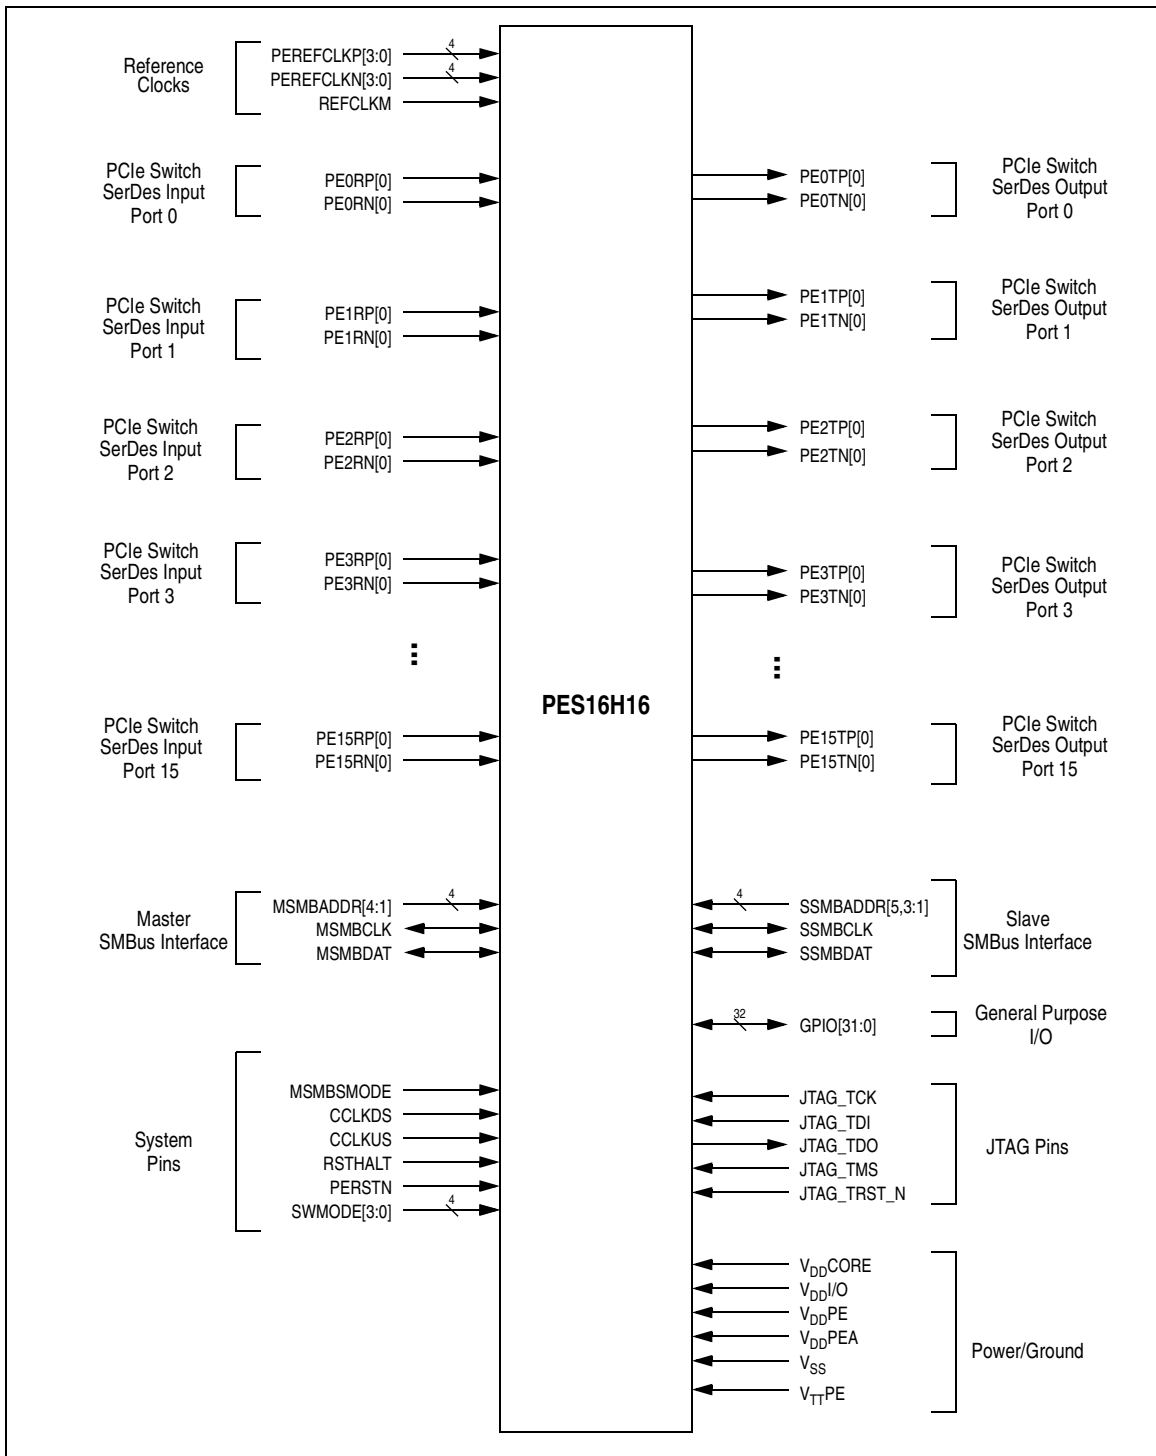 Reference
Clocks
PEREFCLKP[3:0]
4
PEREFCLKN[3:0]
4
REFCLKM
PCIe Switch
SerDes Input
Port 0
PE0RP[0]
PE0RN[0]
PE0TP[0]
PE0TN[0]
PCIe Switch
SerDes Output
Port 0
PCIe Switch
SerDes Input
Port 1
PE1RP[0]
PE1RN[0]
PE1TP[0]
PE1TN[0]
PCIe Switch
SerDes Output
Port 1
PCIe Switch
SerDes Input
Port 2
PE2RP[0]
PE2RN[0]
PE2TP[0]
PE2TN[0]
PCIe Switch
SerDes Output
Port 2
PCIe Switch
SerDes Input
Port 3
PE3RP[0]
PE3RN[0]
PE3TP[0]
PE3TN[0]
PCIe Switch
SerDes Output
Port 3
...
...
PES16H16
PCIe Switch
SerDes Input
Port 15
PE15RP[0]
PE15RN[0]
PE15TP[0]
PE15TN[0]
PCIe Switch
SerDes Output
Port 15
Master
SMBus Interface
MSMBADDR[4:1]
4
MSMBCLK
MSMBDAT
4
SSMBADDR[5,3:1]
SSMBCLK
SSMBDAT
Slave
SMBus Interface
32
GPIO[31:0]
General Purpose
I/O
System
Pins
MSMBSMODE
CCLKDS
CCLKUS
RSTHALT
PERSTN
SWMODE[3:0]
4
JTAG_TCK
JTAG_TDI
JTAG_TDO
JTAG_TMS
JTAG_TRST_N
JTAG Pins
VDDCORE
VDDI/O
VDDPE
VDDPEA
VSS
VTTPE
Power/Ground